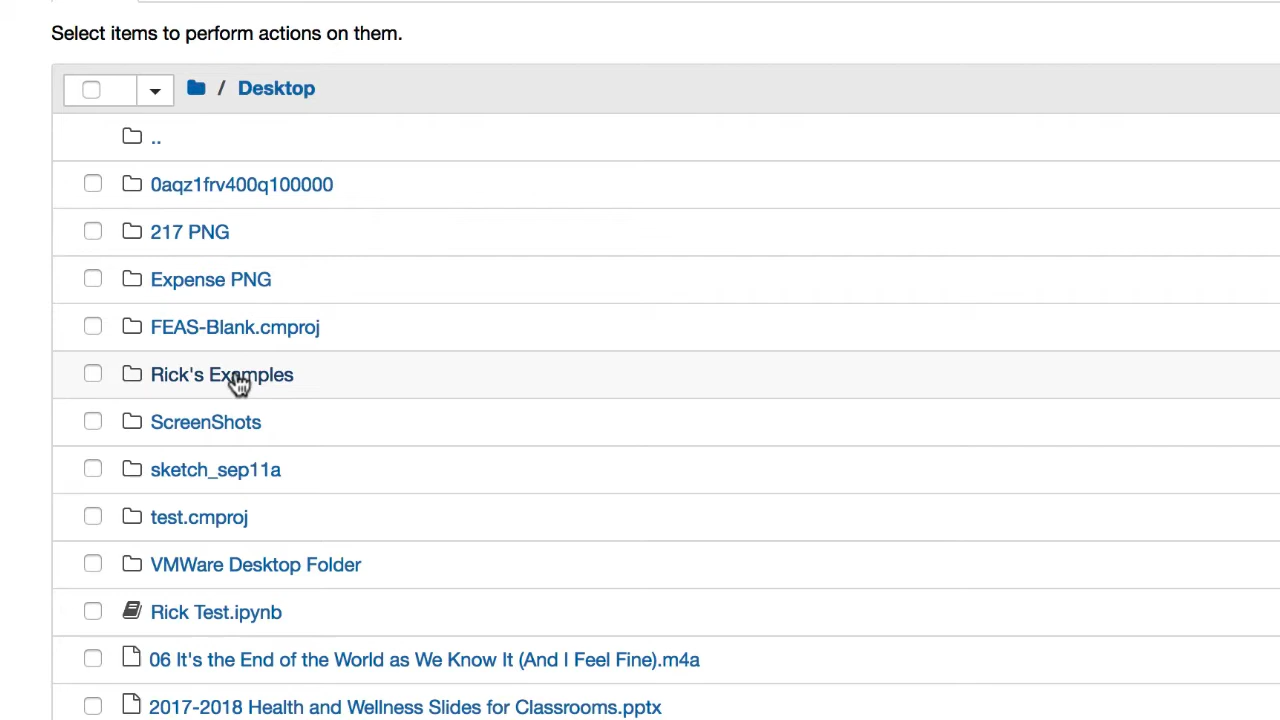 Select items to perform actions on them.
/ Desktop
..
0aqz1frv400q100000
217 PNG
Expense PNG
FEAS-Blank.cmproj
Rick's Examples
ScreenShots
sketch_sep11a
test.cmproj
VMWare Desktop Folder
Rick Test.ipynb
06 It's the End of the World as We Know It (And I Feel Fine).m4a
2017-2018 Health and Wellness Slides for Classrooms.pptx